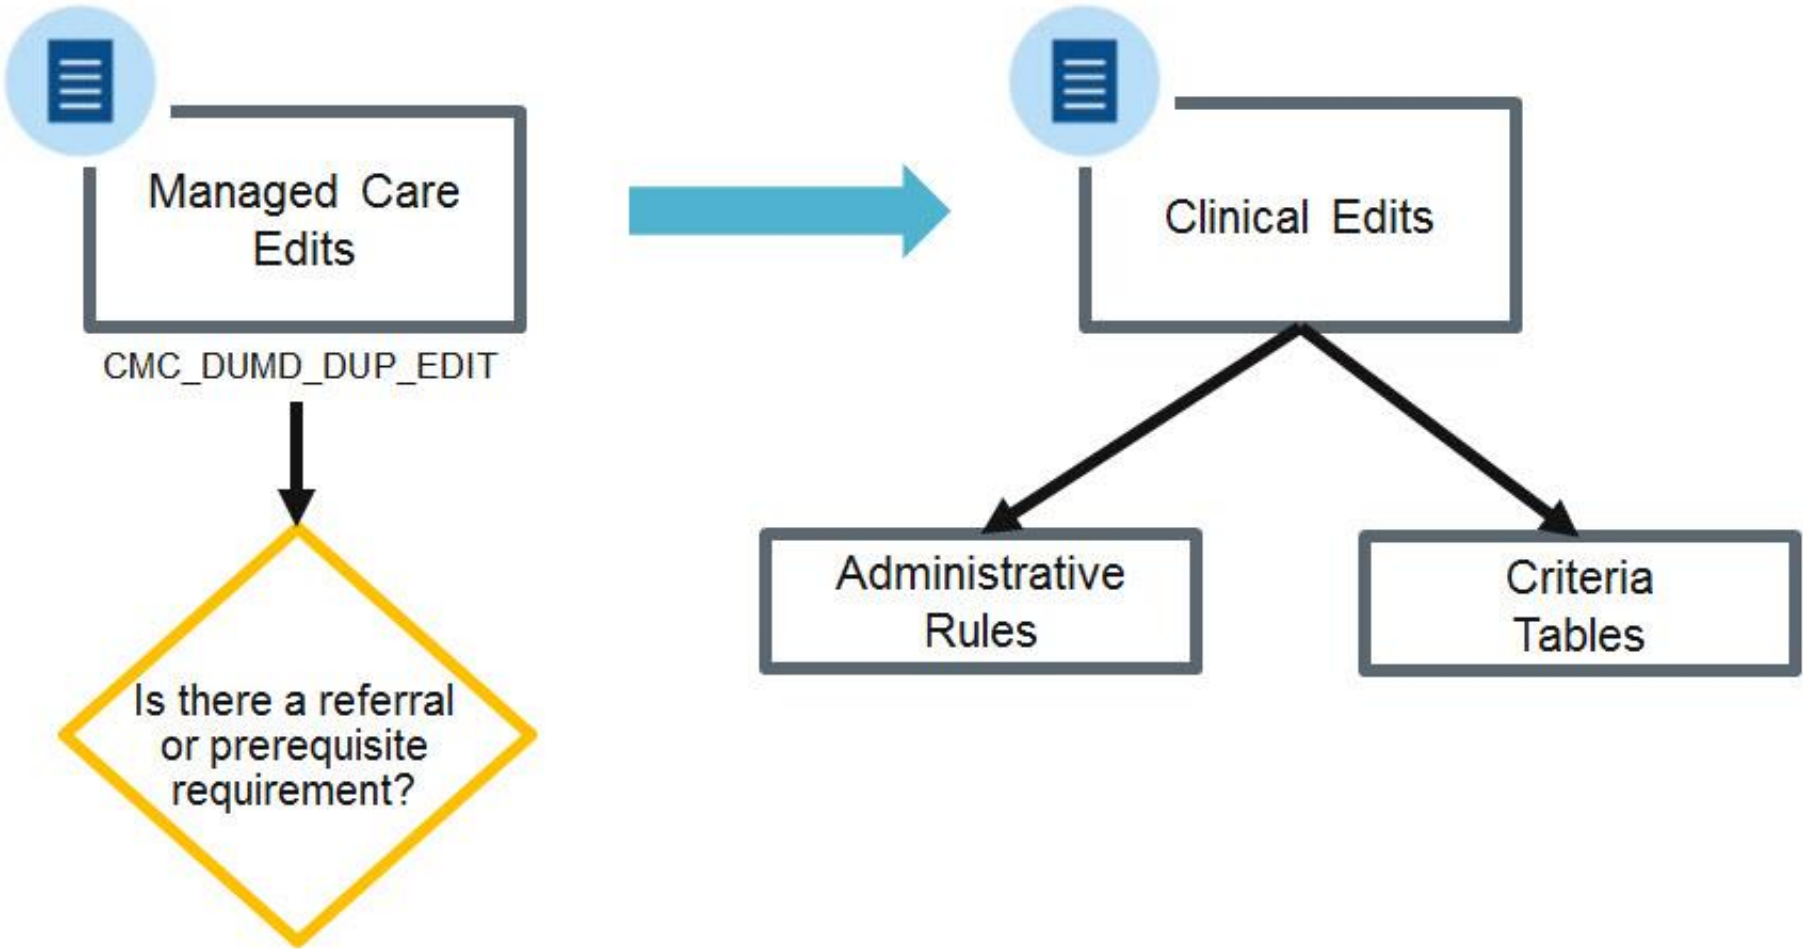 Managed Care
Edits
CMC_DUMD_DUP_EDIT
Is there a referral
or prerequisite
requirement?
Clinical Edits
Administrative
Rules
Criteria
Tables